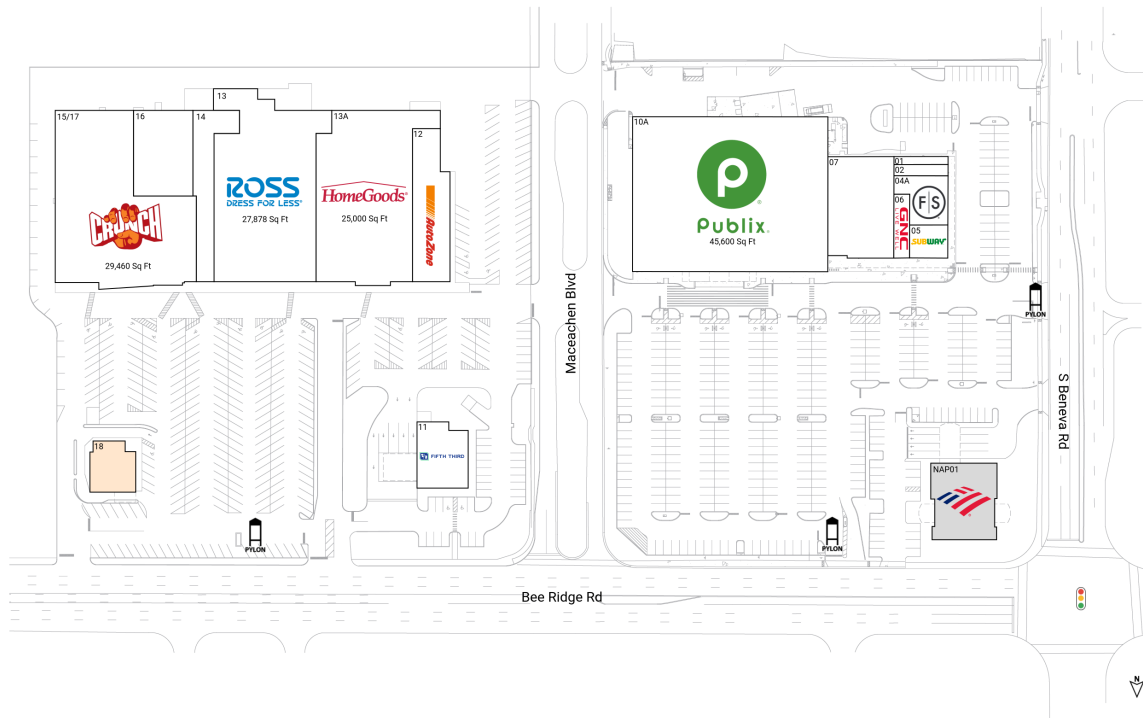 13
15/17
16
14
13A
12
CRUNCH
29,460 Sq Ft
ROSS
DRESS FOR LESS®
27,878 Sq Ft
HomeGoods®
25,000 Sq Ft
AutoZone
10A
Publix®
45,600 Sq Ft
07
01
02
04A
F|S
06
GNC
LIVE WELL
05
SUBWAY
PYLON
Maceachen Blvd
S Beneva Rd
18
11
FIFTH THIRD
NAP01
PYLON
PYLON
Bee Ridge Rd
N